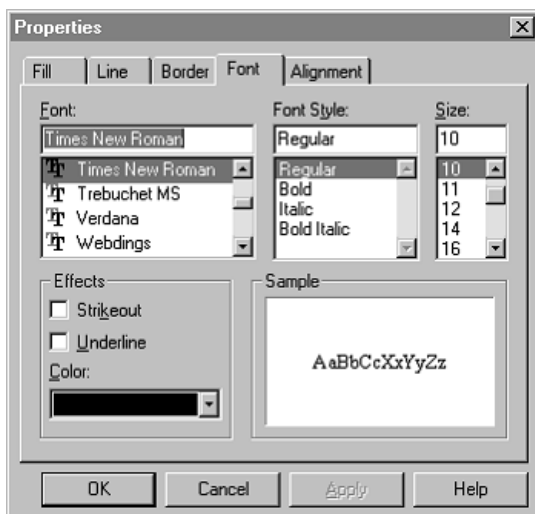 Properties
Fill Line Border Font Alignment
Font: Font Style: Size:
Times New Roman Regular 10
Times New Roman Regular 10
Trebuchet MS Bold 11
Verdana Italic 12
Webdings Bold Italic 14
16
Effects Sample
Strikeout
Underline
AaBbCcXxYyZz
Color:
OK Cancel Apply Help